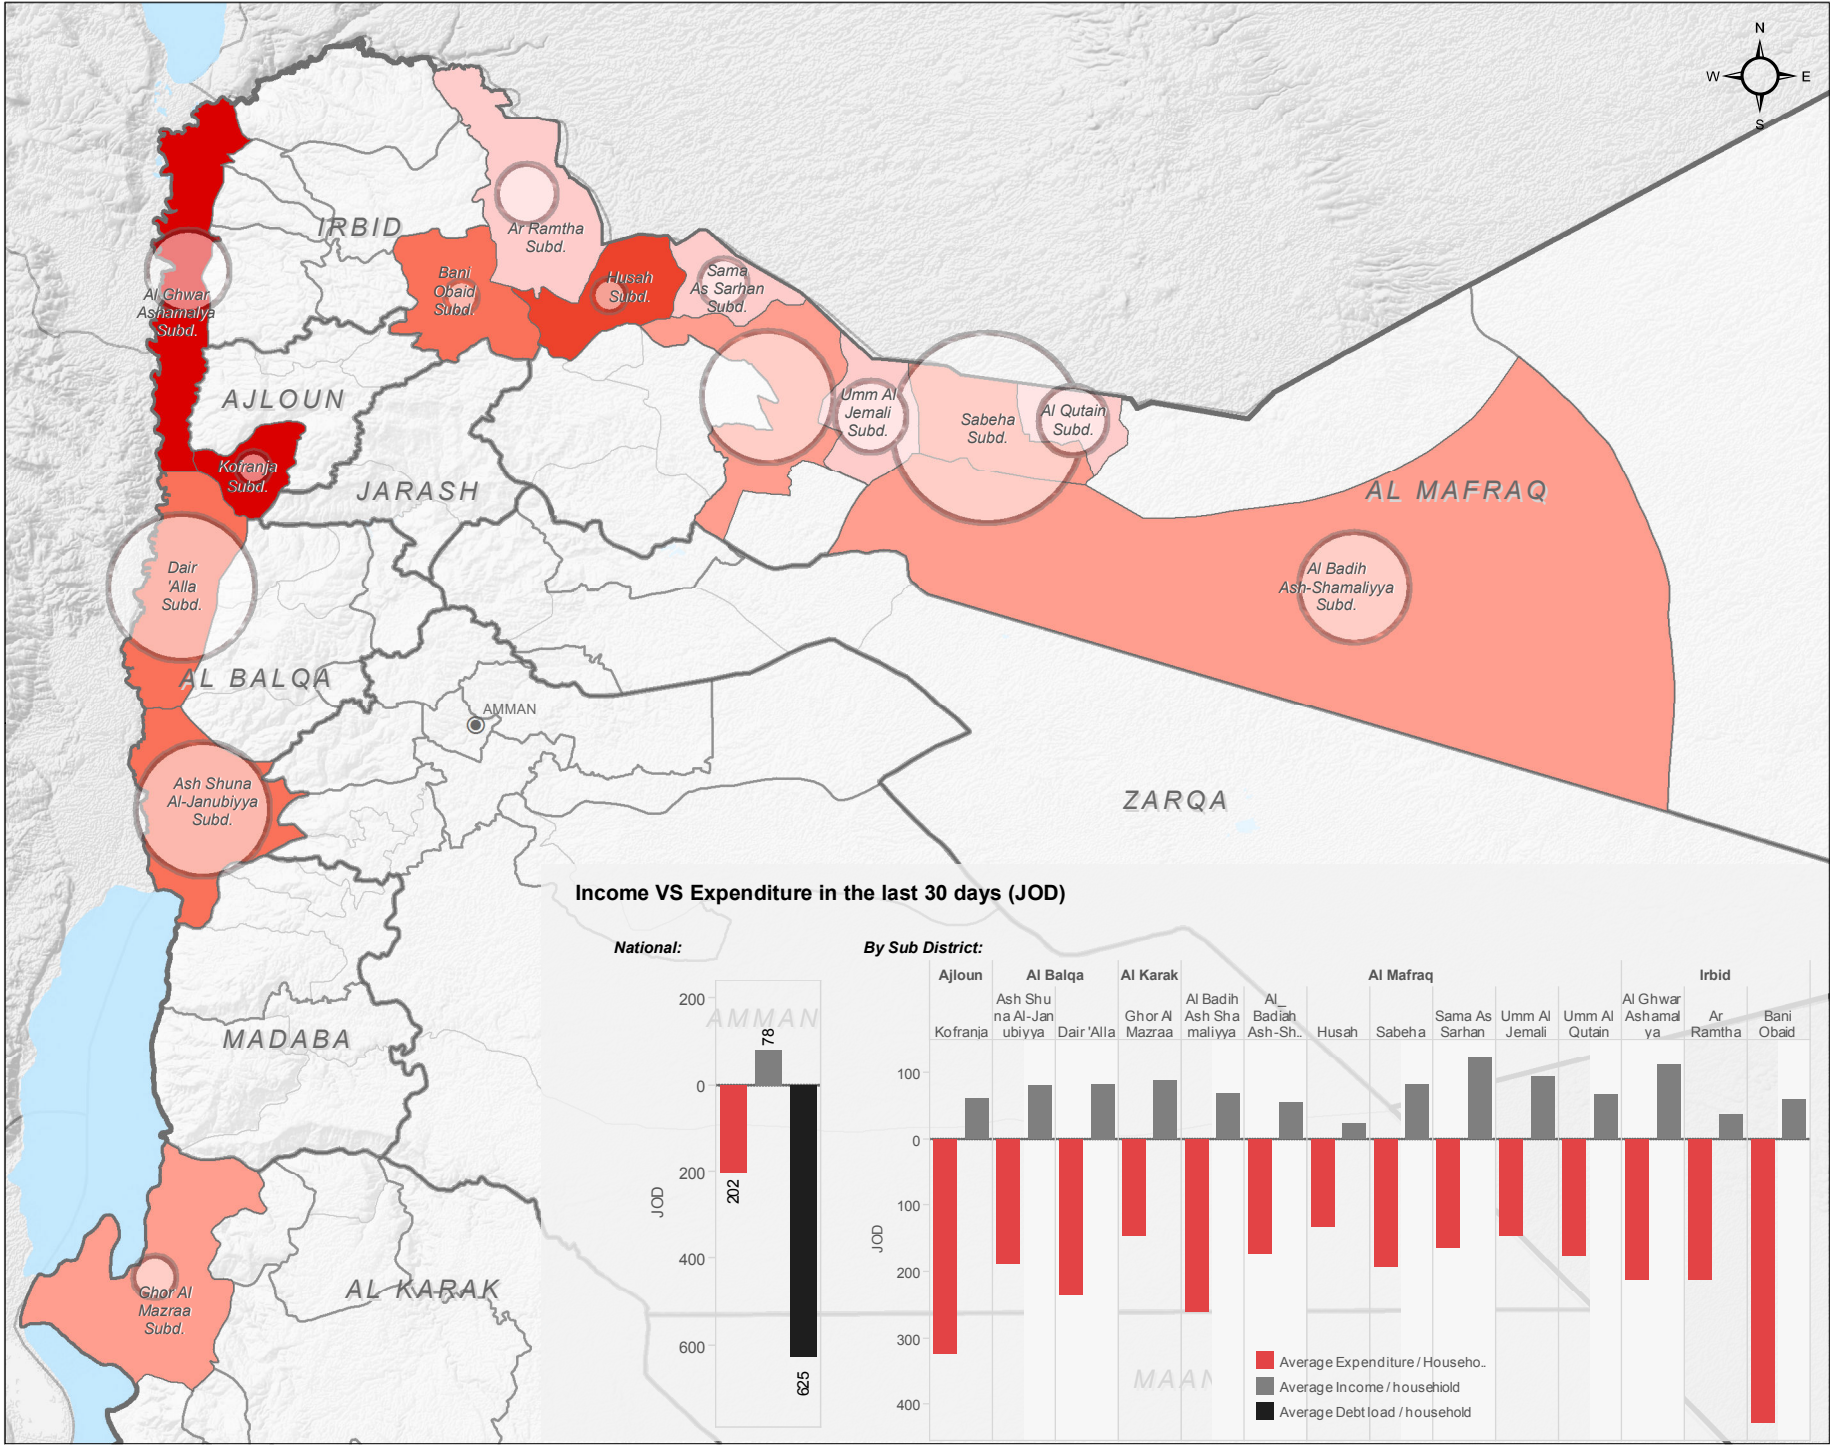 N
W
E
S
IRBID
Ar Ramtha
Subd.
Bani
Obaid
Subd.
Husah
Subd.
Sama
As Sarhan
Subd.
Al Ghwar
Ashamalya
Subd.
AJLOUN
Umm Al
Jemali
Subd.
Sabeha
Subd.
Al Qutain
Subd.
Kofranja
Subd.
JARASH
AL MAFRAQ
Dair
'Alla
Subd.
Al Badih
Ash-Shamaliyya
Subd.
AL BALQA
AMMAN
Ash Shuna
Al-Janubiyya
Subd.
ZARQA
MADABA
Ghor Al
Mazraa
Subd.
AL KARAK
AMMAN
MAAN
Income VS Expenditure in the last 30 days (JOD)
National:
200
0
200
400
600
JOD
202
78
625
By Sub District:
Ajloun
Al Balqa
Al Karak
Al Mafraq
Irbid
Kofranja
Ash Shu
na Al-Jan
ubiyya
Dair 'Alla
Ghor Al
Mazraa
Al Badih
Ash Sha
maliyya
Al_
Badiah
Ash-Sh..
Husah
Sabeha
Sama As
Sarhan
Umm Al
Jemali
Umm Al
Qutain
Al Ghwar
Ashamal
ya
Ar
Ramtha
Bani
Obaid
100
0
100
200
300
400
JOD
Average Expenditure / Househo..
Average Income / househiold
Average Debt load / household